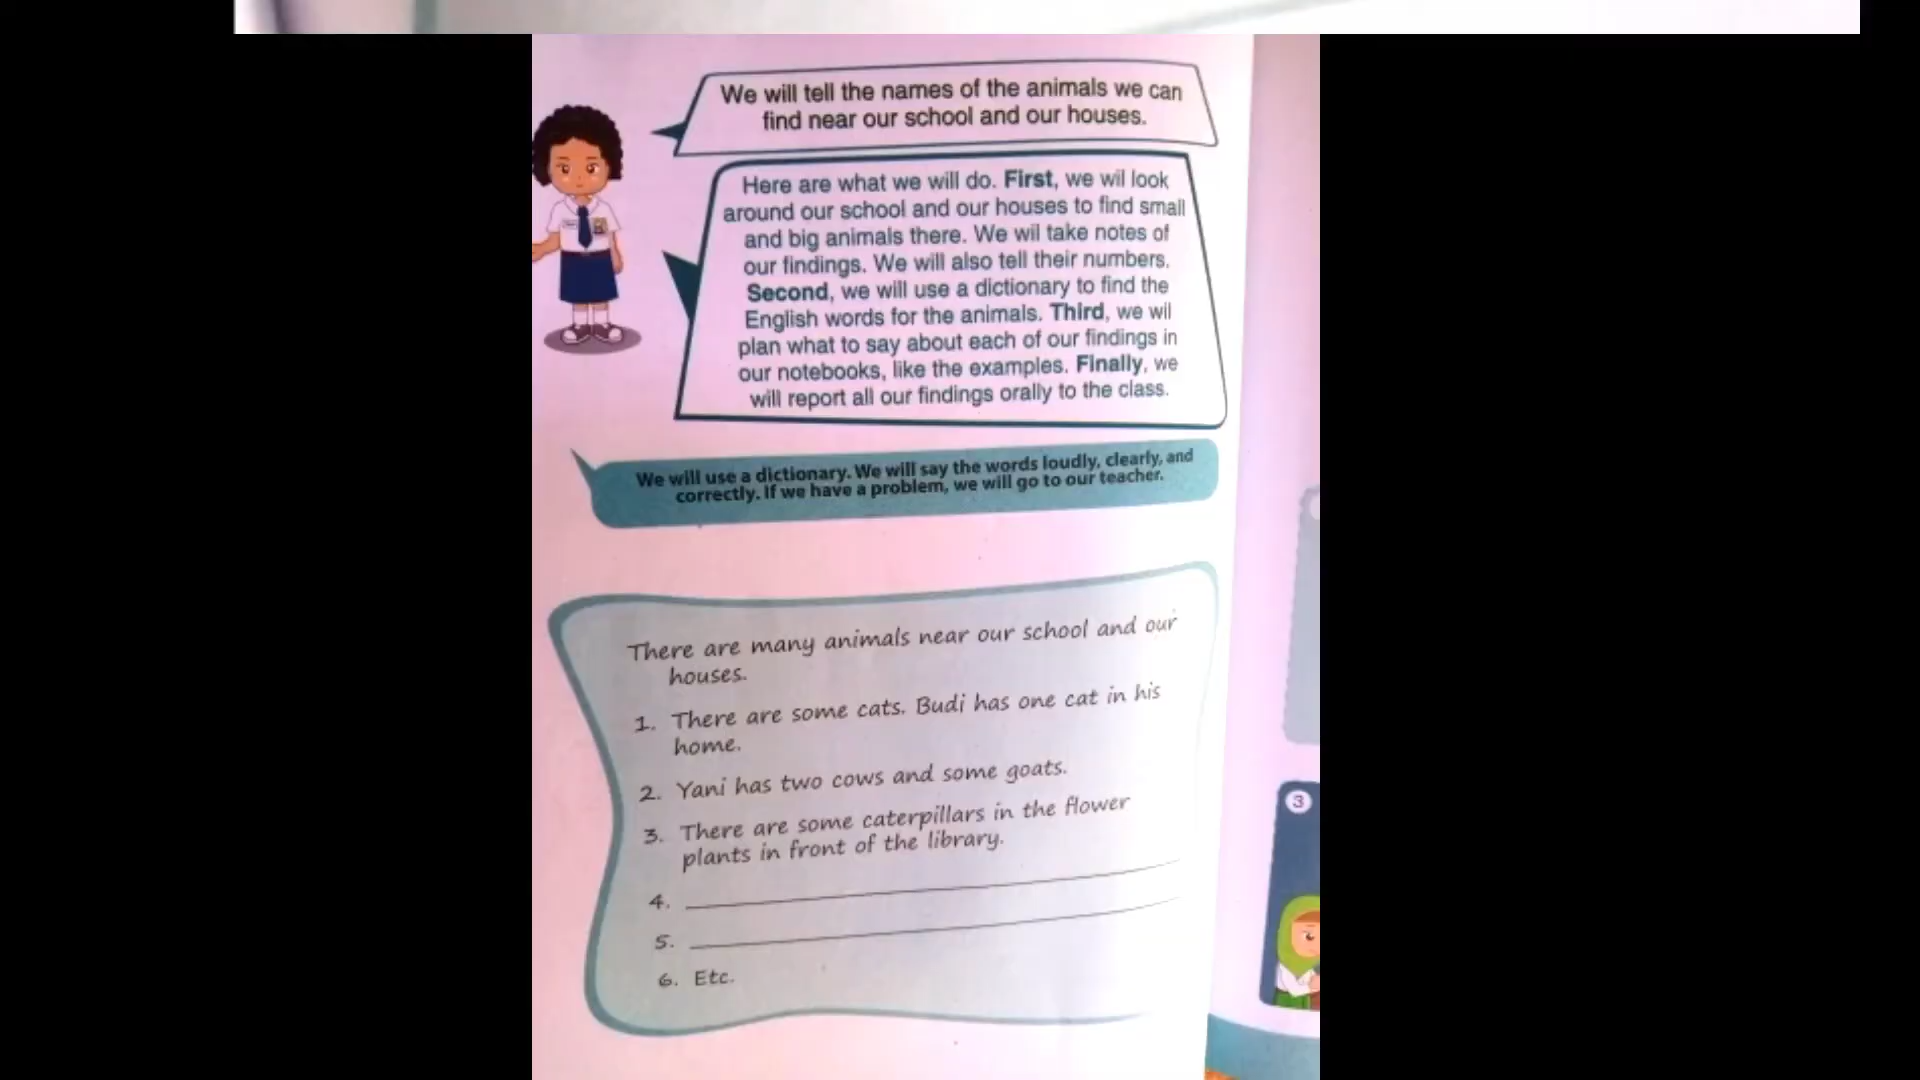 We will tell the names of the animals we can
find near our school and our houses.
Here are what we will do. First, we wil look
around our school and our houses to find small
and big animals there. We wil take notes of
our findings. We will also tell their numbers.
Second, we will use a dictionary to find the
English words for the animals. Third, we wil
plan what to say about each of our findings in
our notebooks, like the examples. Finally, we
will report all our findings orally to the class.
We will use a dictionary. We will say the words loudly, clearly, and
correctly. If we have a problem, we will go to our teacher.
There are many animals near our school and our
houses.
1. There are some cats. Budi has one cat in his
home.
2. Yani has two cows and some goats.
3. There are some caterpillars in the flower
plants in front of the library.
4.
5.
6. Etc.
3